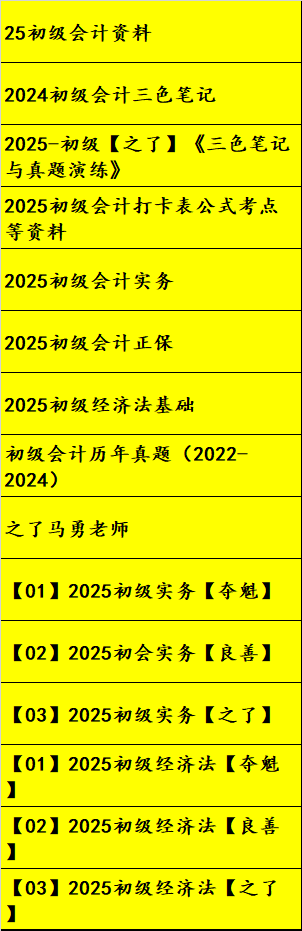 25初级会计资料
2024初级会计三色笔记
2025-初级【之了】《三色笔记
与真题演练》
2025初级会计打卡表公式考点
等资料
2025初级会计实务
2025初级会计正保
2025初级经济法基础
初级会计历年真题（2022-
2024）
之了马勇老师
【01】2025初级实务【夺魁】
【02】2025初会实务【良善】
【03】2025初级实务【之了】
【01】2025初级经济法【夺魁
】
【02】2025初级经济法【良善
】
【03】2025初级经济法【之了
】